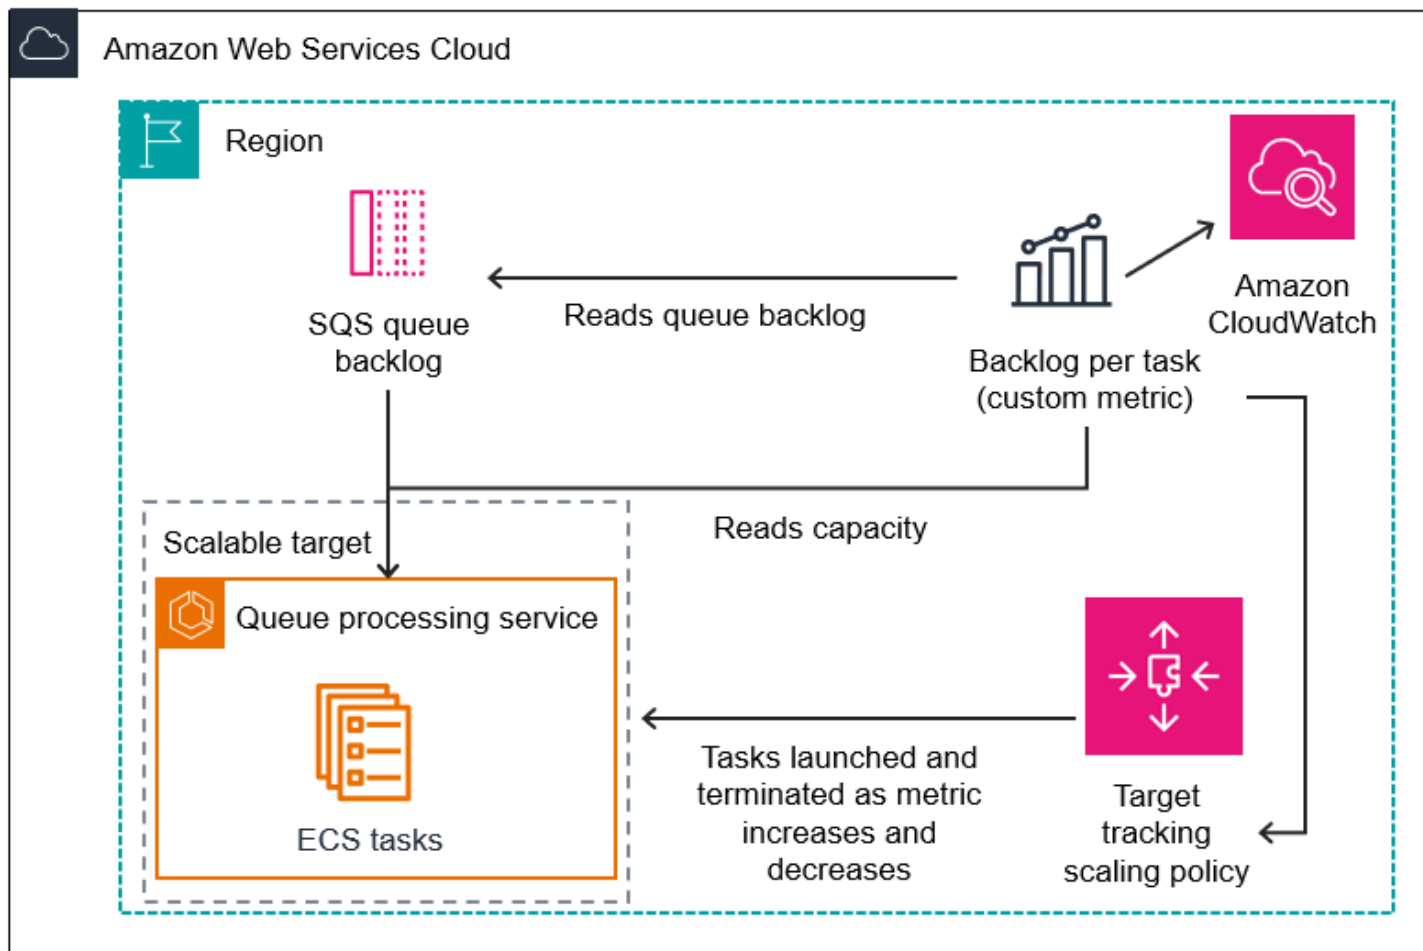 Amazon Web Services Cloud
Region
SQS queue
backlog
Reads queue backlog
Backlog per task
(custom metric)
Amazon
CloudWatch
Reads capacity
Scalable target
Queue processing service
ECS tasks
Tasks launched and
terminated as metric
increases and
decreases
Target
tracking
scaling policy